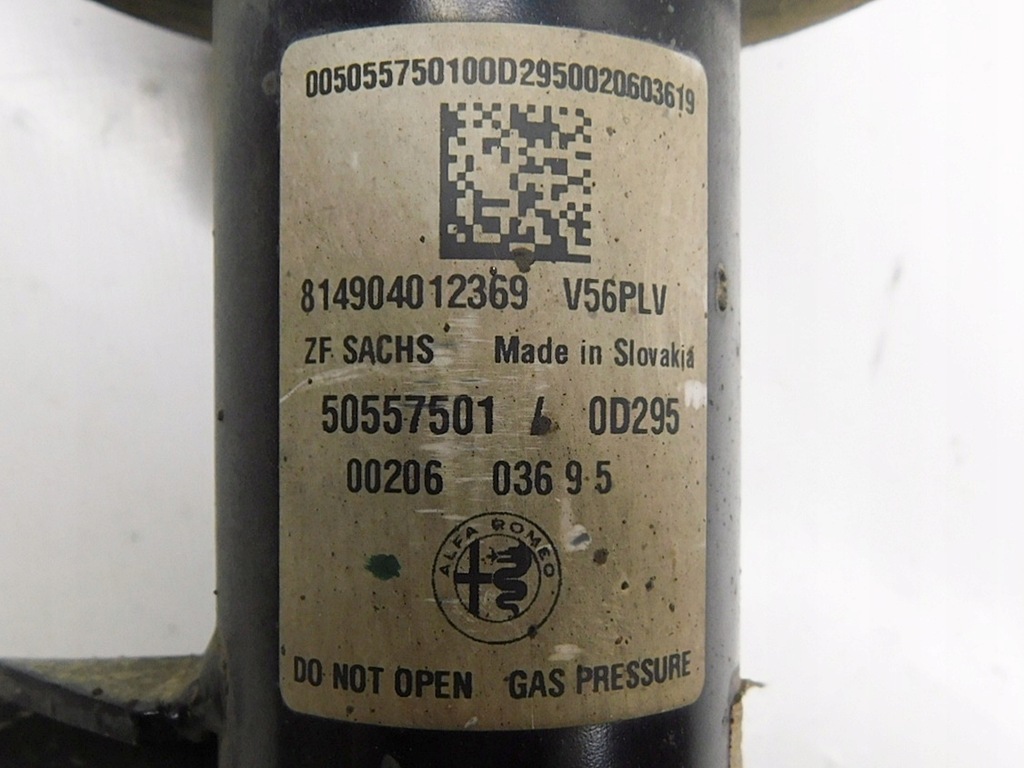 005055750100D2950020603619
814904012369 V56PLV
ZF SACHS Made in Slovakia
50557501 / 0D295
00206 036 9 5
ALFA ROMEO
DO NOT OPEN GAS PRESSURE